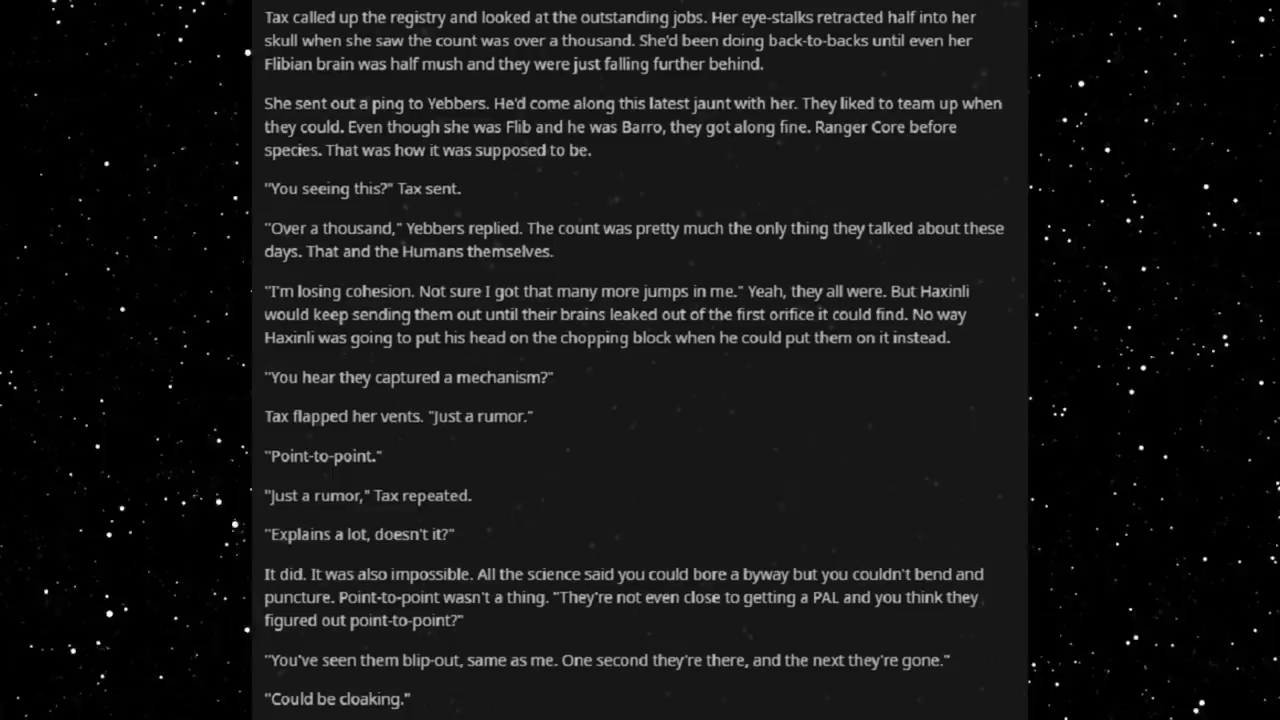 Tax called up the registry and looked at the outstanding jobs. Her eye-stalks retracted half into her
skull when she saw the count was over a thousand. She'd been doing back-to-backs until even her
Flibian brain was half mush and they were just falling further behind.
She sent out a ping to Yebbers. He'd come along this latest jaunt with her. They liked to team up when
they could. Even though she was Flib and he was Barro, they got along fine. Ranger Core before
species. That was how it was supposed to be.
"You seeing this?" Tax sent.
"Over a thousand," Yebbers replied. The count was pretty much the only thing they talked about these
days. That and the Humans themselves.
"I'm losing cohesion. Not sure I got that many more jumps in me." Yeah, they all were. But Haxinli
would keep sending them out until their brains leaked out of the first orifice it could find. No way
Haxinli was going to put his head on the chopping block when he could put them on it instead.
"You hear they captured a mechanism?"
Tax flapped her vents. "Just a rumor."
"Point-to-point."
"Just a rumor," Tax repeated.
"Explains a lot, doesn't it?"
It did. It was also impossible. All the science said you could bore a byway but you couldn't bend and
puncture. Point-to-point wasn't a thing. "They're not even close to getting a PAL and you think they
figured out point-to-point?"
"You've seen them blip-out, same as me. One second they're there, and the next they're gone."
"Could be cloaking."